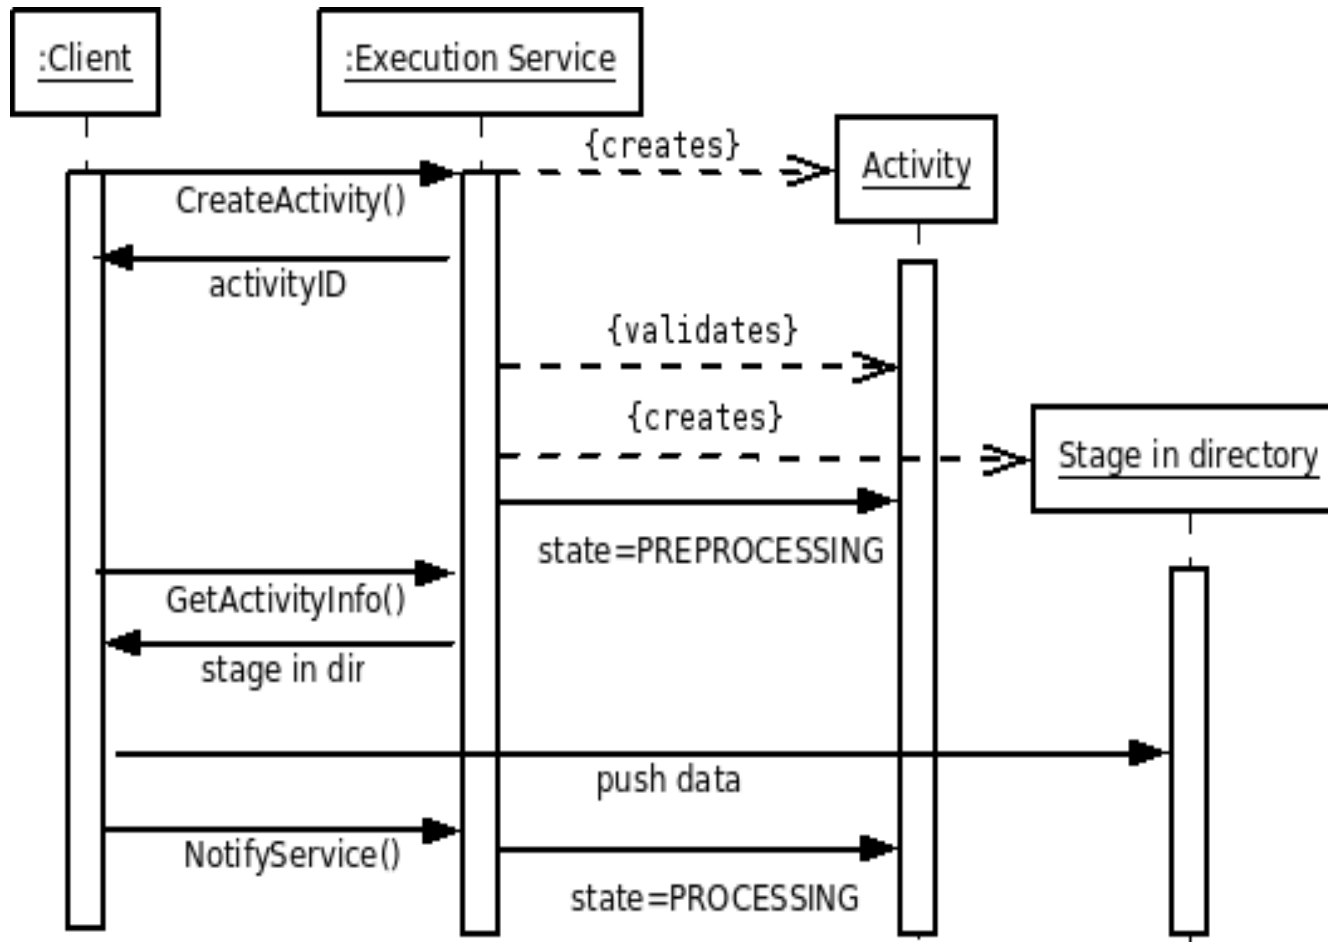 :Client
:Execution Service
{creates}
Activity
CreateActivity()
activityID
{validates}
{creates}
Stage in directory
state=PREPROCESSING
GetActivityInfo()
stage in dir
push data
NotifyService()
state=PROCESSING